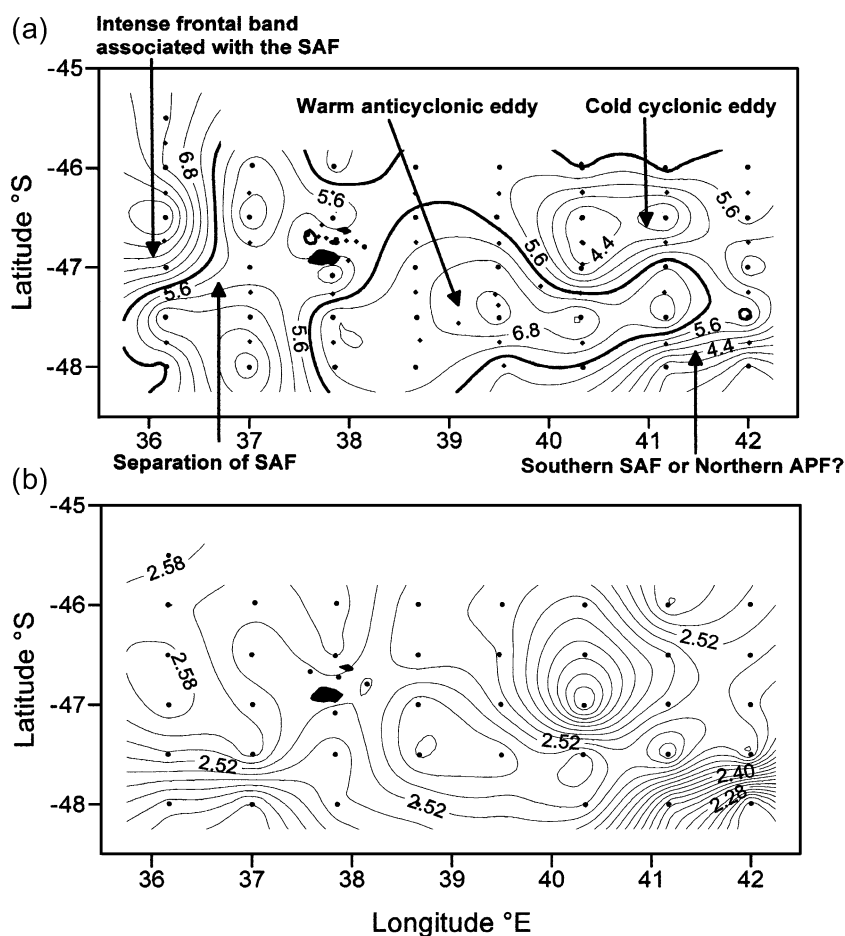 (a)
Intense frontal band
associated with the SAF
-45
Warm anticyclonic eddy
Cold cyclonic eddy
6.8
-46
5.6
5.6
5.6
4.4
-47
5.6
6.8
5.6
5.6
4.4
-48
Latitude °S
36 37 38 39 40 41 42
Separation of SAF
Southern SAF or Northern APF?
(b)
-45
2.58
-46
2.52
2.58
-47
2.52
2.52
2.40
2.28
2.52
-48
Latitude °S
36 37 38 39 40 41 42
Longitude °E